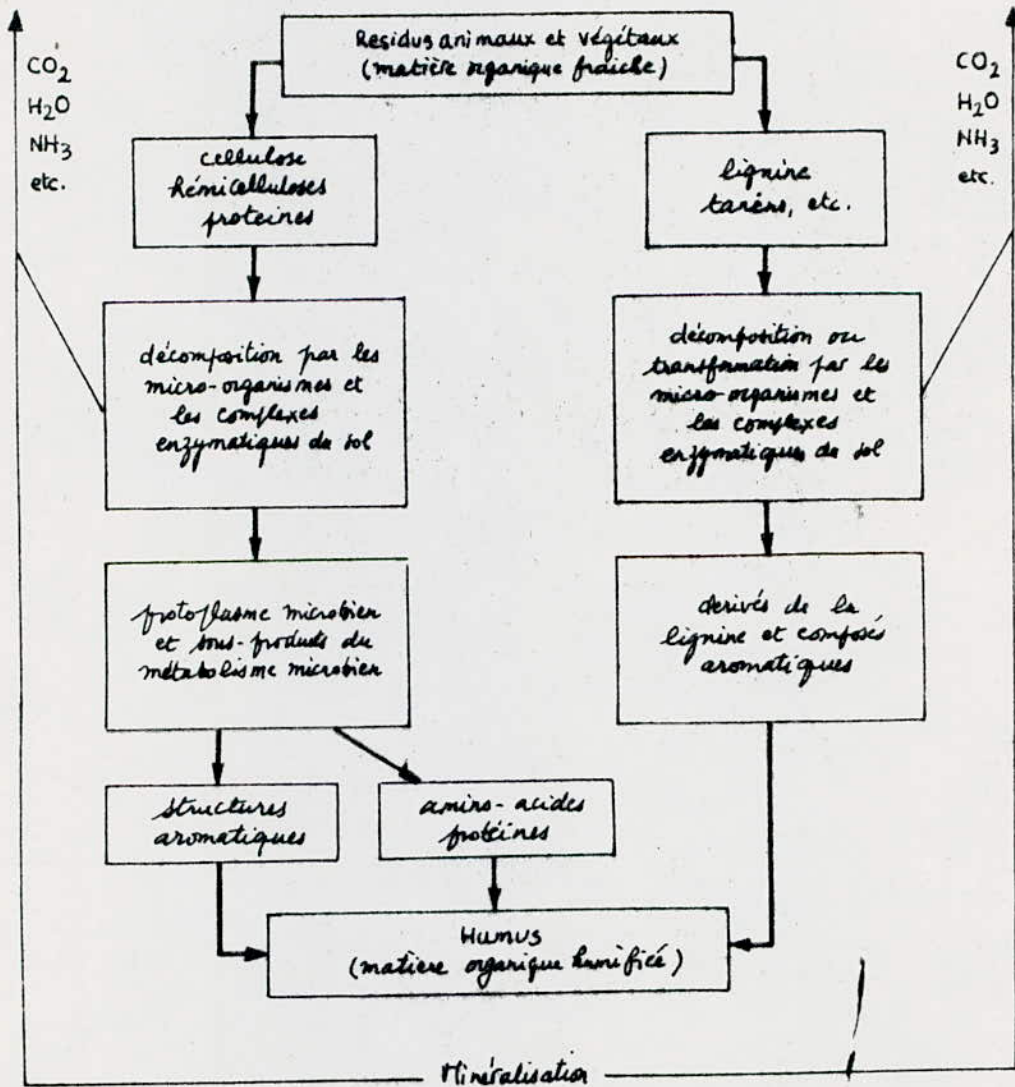 Residus animaux et végétaux
(matière organique fraiche)
CO2
H2O
NH3
etc.
CO2
H2O
NH3
etc.
cellulose
hémicelluloses
proteines
lignine
tanins, etc.
décomposition par les
micro-organismes et
les complexes
enzymatiques du sol
décomposition ou
transformation par les
micro-organismes et
les complexes
enzymatiques du sol
protoplasme microbien
et sous-produits du
métabolisme microbien
derivés de la
lignine et composés
aromatiques
structures
aromatiques
amino-acides
protéines
Humus
(matiere organique humifiée)
Minéralisation